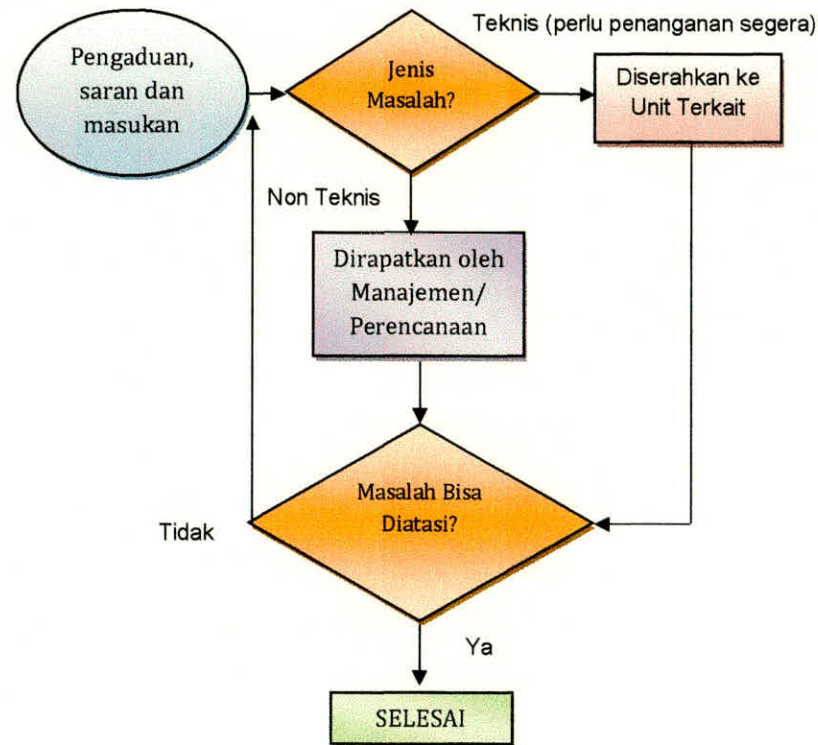 Teknis (perlu penanganan segera)
Pengaduan,
saran dan
masukan
Jenis
Masalah?
Diserahkan ke
Unit Terkait
Non Teknis
Dirapatkan oleh
Manajemen/
Perencanaan
Masalah Bisa
Diatasi?
Tidak
Ya
SELESAI